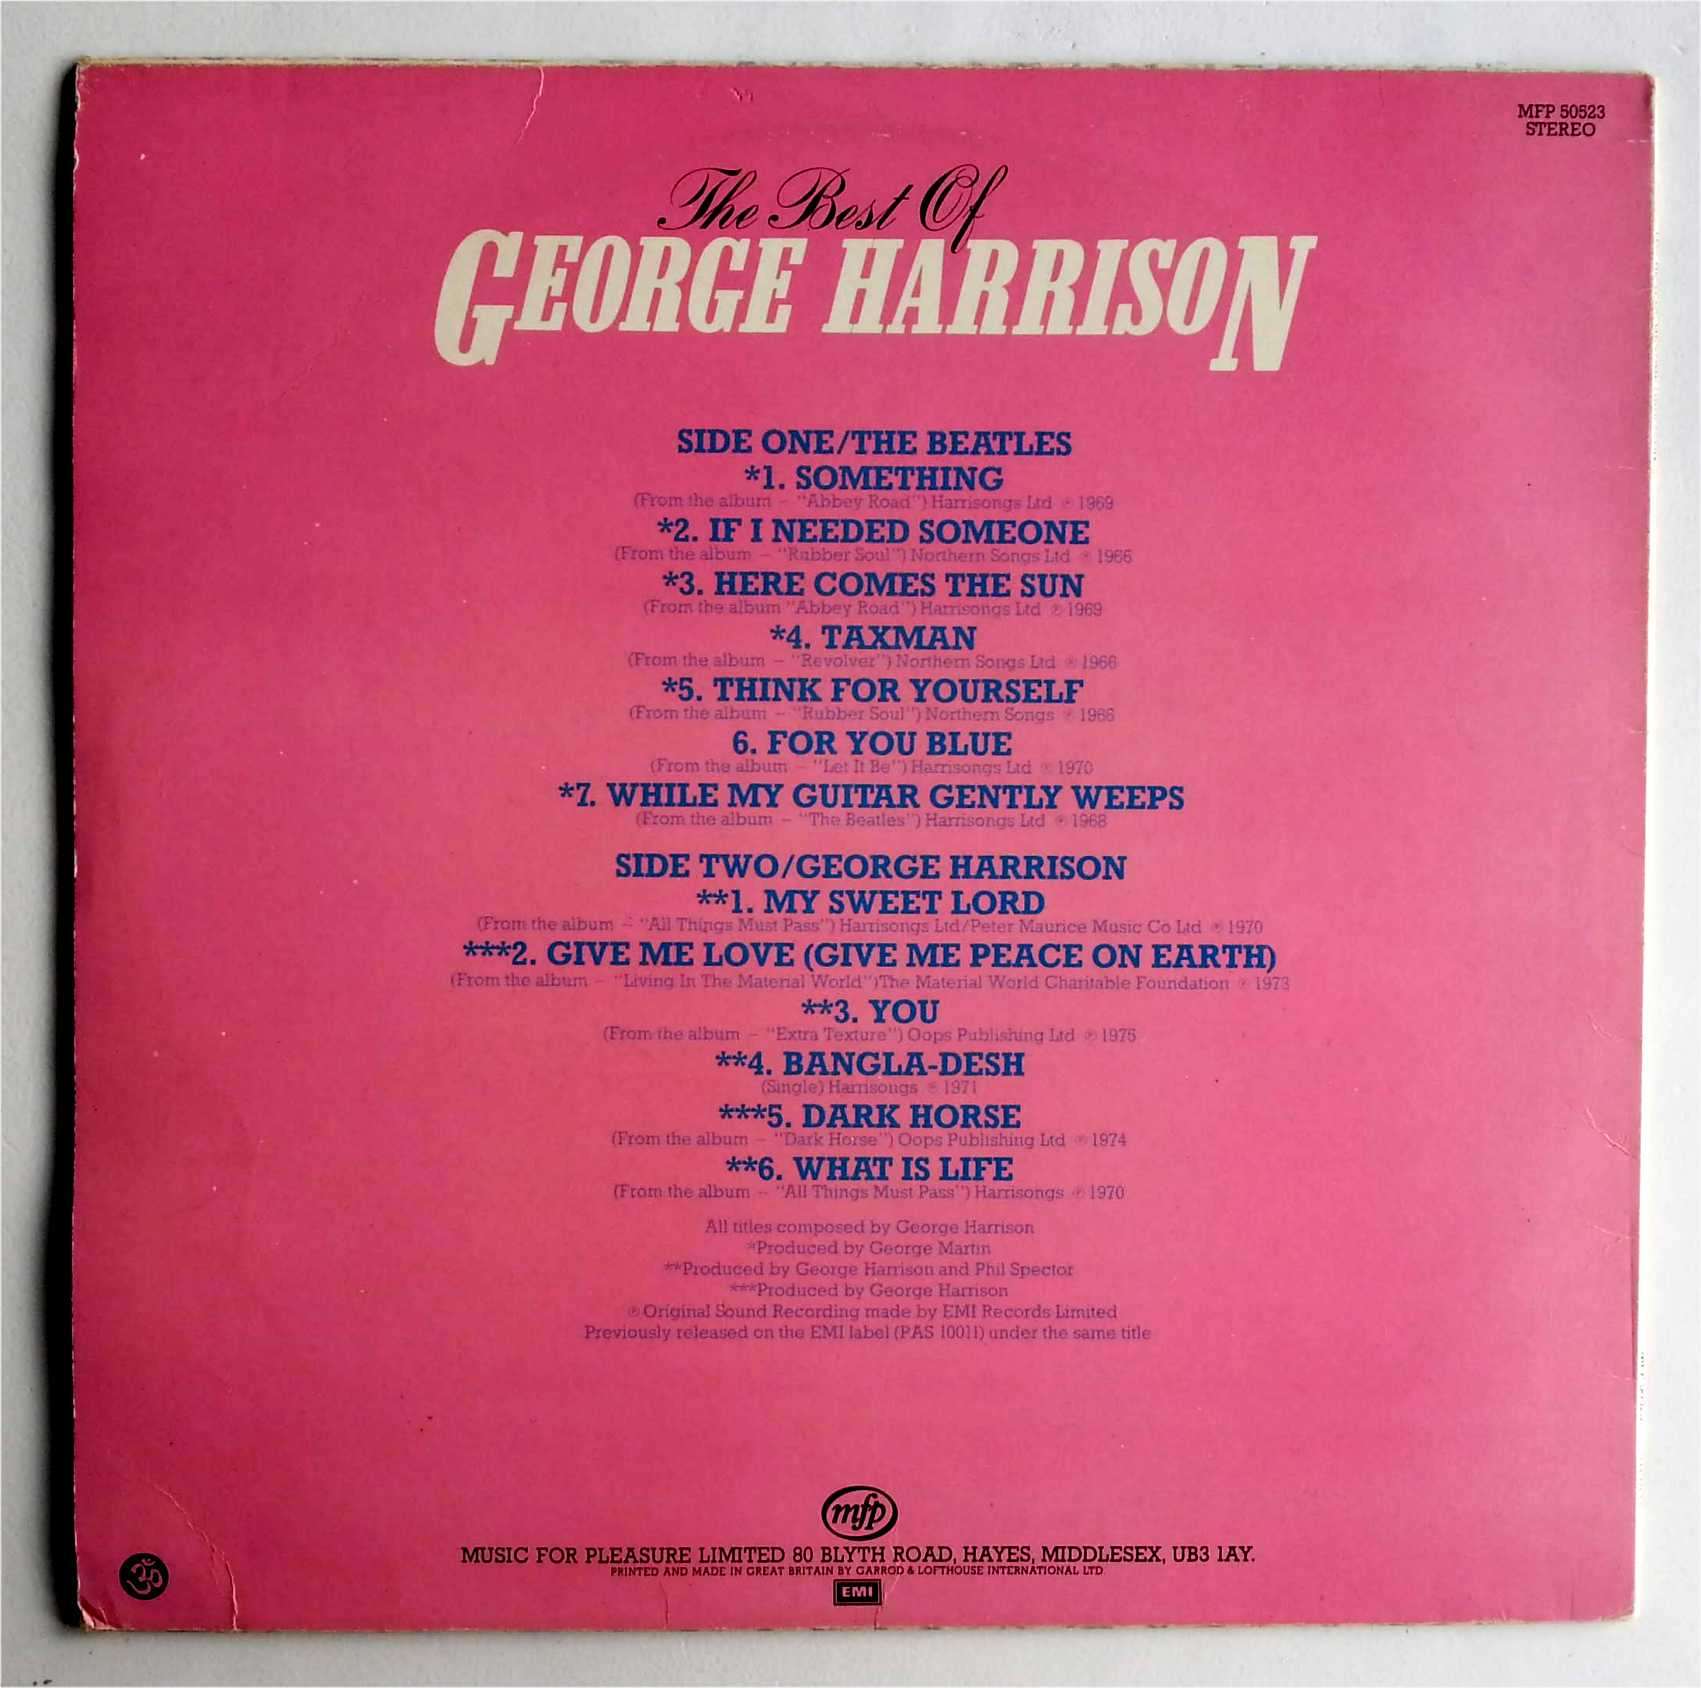 MFP 50523
STEREO
The Best Of
GEORGE HARRISON
SIDE ONE/THE BEATLES
*1. SOMETHING
(From the album – "Abbey Road") Harrisongs Ltd ℗ 1969
*2. IF I NEEDED SOMEONE
(From the album – "Rubber Soul") Northern Songs Ltd ℗ 1966
*3. HERE COMES THE SUN
(From the album "Abbey Road") Harrisongs Ltd ℗ 1969
*4. TAXMAN
(From the album – "Revolver") Northern Songs Ltd ℗ 1966
*5. THINK FOR YOURSELF
(From the album – "Rubber Soul") Northern Songs ℗ 1966
6. FOR YOU BLUE
(From the album – "Let It Be") Harrisongs Ltd ℗ 1970
*7. WHILE MY GUITAR GENTLY WEEPS
(From the album – "The Beatles") Harrisongs Ltd ℗ 1968
SIDE TWO/GEORGE HARRISON
**1. MY SWEET LORD
(From the album – "All Things Must Pass") Harrisongs Ltd/Peter Maurice Music Co Ltd ℗ 1970
***2. GIVE ME LOVE (GIVE ME PEACE ON EARTH)
(From the album – "Living In The Material World")The Material World Charitable Foundation ℗ 1973
**3. YOU
(From the album – "Extra Texture") Oops Publishing Ltd ℗ 1975
**4. BANGLA-DESH
(Single) Harrisongs ℗ 1971
***5. DARK HORSE
(From the album – "Dark Horse") Oops Publishing Ltd ℗ 1974
**6. WHAT IS LIFE
(From the album – "All Things Must Pass") Harrisongs ℗ 1970
All titles composed by George Harrison
*Produced by George Martin
**Produced by George Harrison and Phil Spector
***Produced by George Harrison
℗ Original Sound Recording made by EMI Records Limited
Previously released on the EMI label (PAS 10011) under the same title
mfp
MUSIC FOR PLEASURE LIMITED 80 BLYTH ROAD, HAYES, MIDDLESEX, UB3 1AY.
PRINTED AND MADE IN GREAT BRITAIN BY GARROD & LOFTHOUSE INTERNATIONAL LTD.
EMI
ॐ